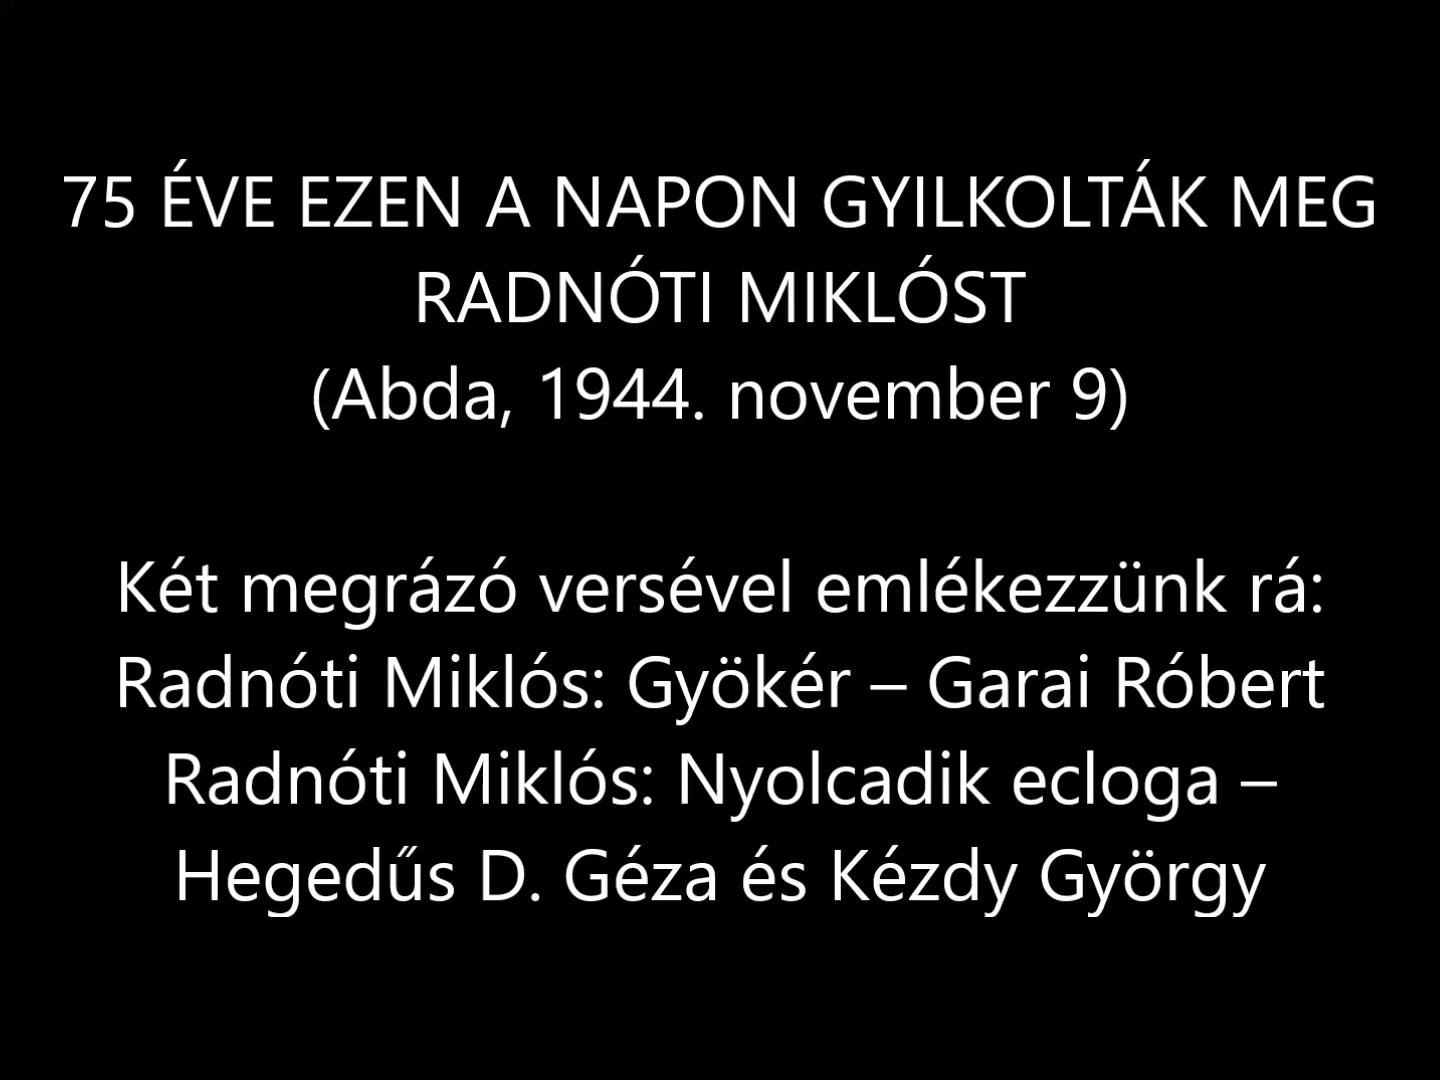 75 ÉVE EZEN A NAPON GYILKOLTÁK MEG
RADNÓTI MIKLÓST
(Abda, 1944. november 9)
Két megrázó versével emlékezzünk rá:
Radnóti Miklós: Gyökér – Garai Róbert
Radnóti Miklós: Nyolcadik ecloga –
Hegedűs D. Géza és Kézdy György